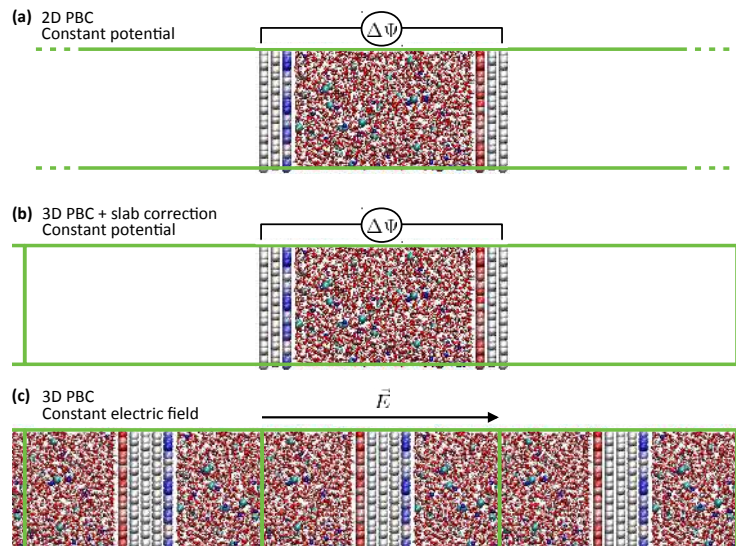 (a) 2D PBC
Constant potential
ΔΨ
(b) 3D PBC + slab correction
Constant potential
ΔΨ
(c) 3D PBC
Constant electric field
E⃗